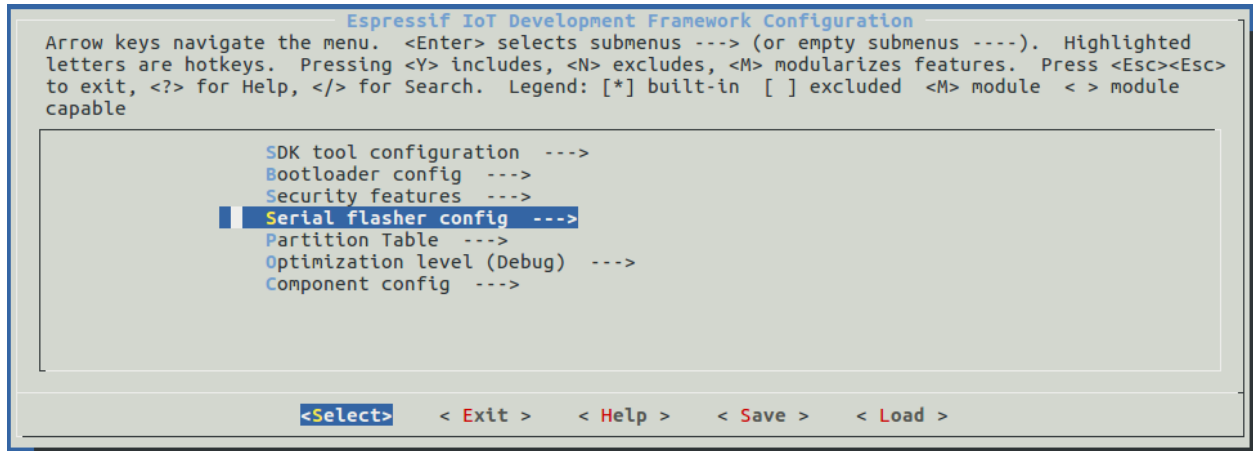 Espressif IoT Development Framework Configuration
Arrow keys navigate the menu.  <Enter> selects submenus ---> (or empty submenus ----).  Highlighted
letters are hotkeys.  Pressing <Y> includes, <N> excludes, <M> modularizes features.  Press <Esc><Esc>
to exit, <?> for Help, </> for Search.  Legend: [*] built-in  [ ] excluded  <M> module  < > module
capable
SDK tool configuration  --->
Bootloader config  --->
Security features  --->
Serial flasher config  --->
Partition Table  --->
Optimization level (Debug)  --->
Component config  --->
<Select>    < Exit >    < Help >    < Save >    < Load >